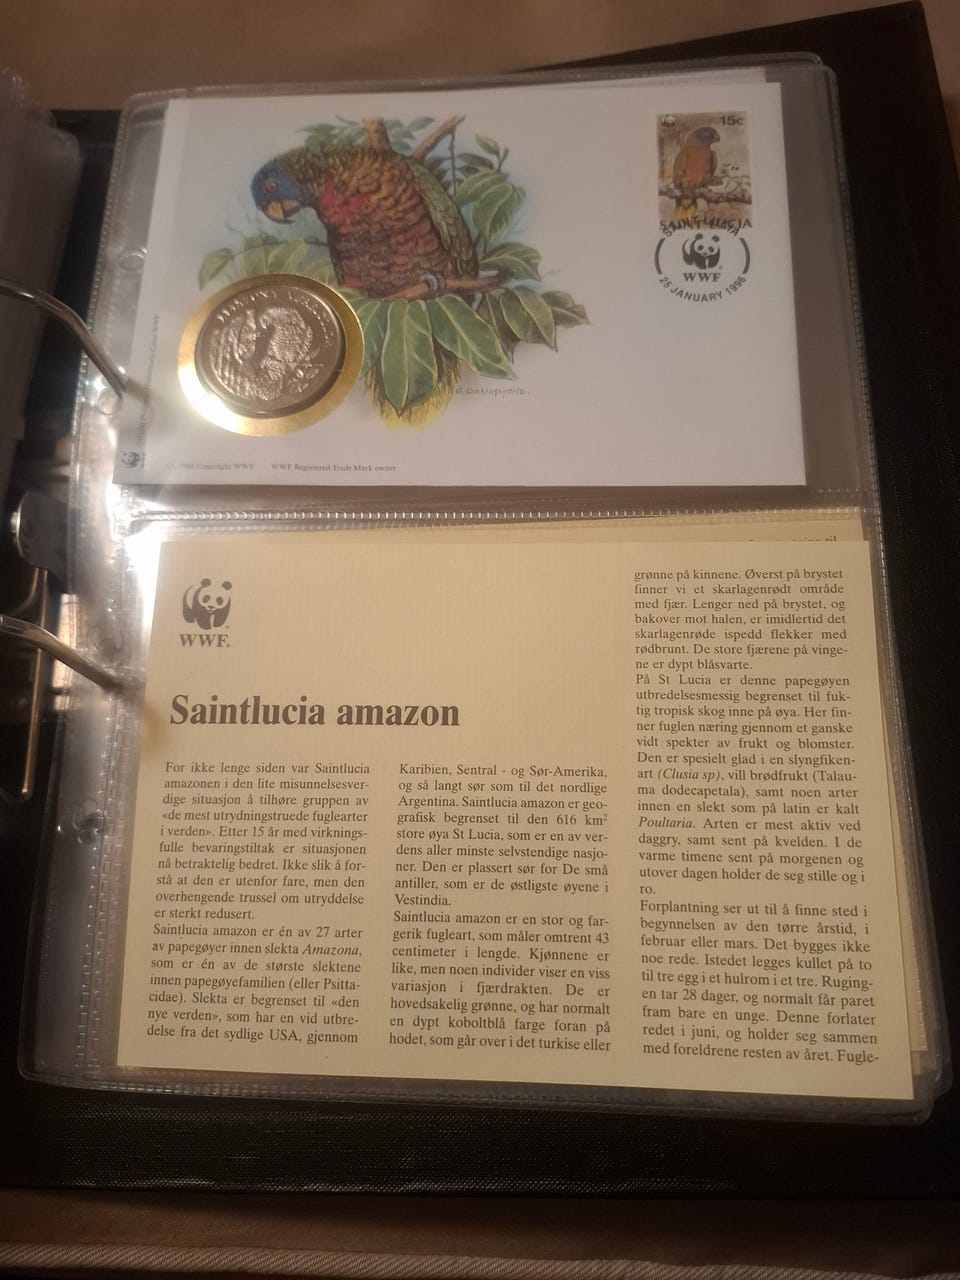 15c
SAINT LUCIA
SAINT LUCIA
WWF
25 JANUARY 1996
AMAZONA VERSICOLOR
G. DRUMMOND.
© 1986 Copyright WWF WWF Registered Trade Mark owner
WWF.
Saintlucia amazon
For ikke lenge siden var Saintlucia
amazonen i den lite misunnelsesver-
dige situasjon å tilhøre gruppen av
«de mest utrydningstruede fuglearter
i verden». Etter 15 år med virknings-
fulle bevaringstiltak er situasjonen
nå betraktelig bedret. Ikke slik å for-
stå at den er utenfor fare, men den
overhengende trussel om utryddelse
er sterkt redusert.
Saintlucia amazon er én av 27 arter
av papegøyer innen slekta Amazona,
som er én av de største slektene
innen papegøyefamilien (eller Psitta-
cidae). Slekta er begrenset til «den
nye verden», som har en vid utbre-
delse fra det sydlige USA, gjennom
Karibien, Sentral - og Sør-Amerika,
og så langt sør som til det nordlige
Argentina. Saintlucia amazon er geo-
grafisk begrenset til den 616 km²
store øya St Lucia, som er en av ver-
dens aller minste selvstendige nasjo-
ner. Den er plassert sør for De små
antiller, som er de østligste øyene i
Vestindia.
Saintlucia amazon er en stor og far-
gerik fugleart, som måler omtrent 43
centimeter i lengde. Kjønnene er
like, men noen individer viser en viss
variasjon i fjærdrakten. De er
hovedsakelig grønne, og har normalt
en dypt koboltblå farge foran på
hodet, som går over i det turkise eller
grønne på kinnene. Øverst på brystet
finner vi et skarlagenrødt område
med fjær. Lenger ned på brystet, og
bakover mot halen, er imidlertid det
skarlagenrøde ispedd flekker med
rødbrunt. De store fjærene på vinge-
ne er dypt blåsvarte.
På St Lucia er denne papegøyen
utbredelsesmessig begrenset til fuk-
tig tropisk skog inne på øya. Her fin-
ner fuglen næring gjennom et ganske
vidt spekter av frukt og blomster.
Den er spesielt glad i en slyngfiken-
art (Clusia sp), vill brødfrukt (Talau-
ma dodecapetala), samt noen arter
innen en slekt som på latin er kalt
Poultaria. Arten er mest aktiv ved
daggry, samt sent på kvelden. I de
varme timene sent på morgenen og
utover dagen holder de seg stille og i
ro.
Forplantning ser ut til å finne sted i
begynnelsen av den tørre årstid, i
februar eller mars. Det bygges ikke
noe rede. Istedet legges kullet på to
til tre egg i et hulrom i et tre. Ruging-
en tar 28 dager, og normalt får paret
fram bare en unge. Denne forlater
redet i juni, og holder seg sammen
med foreldrene resten av året. Fugle-